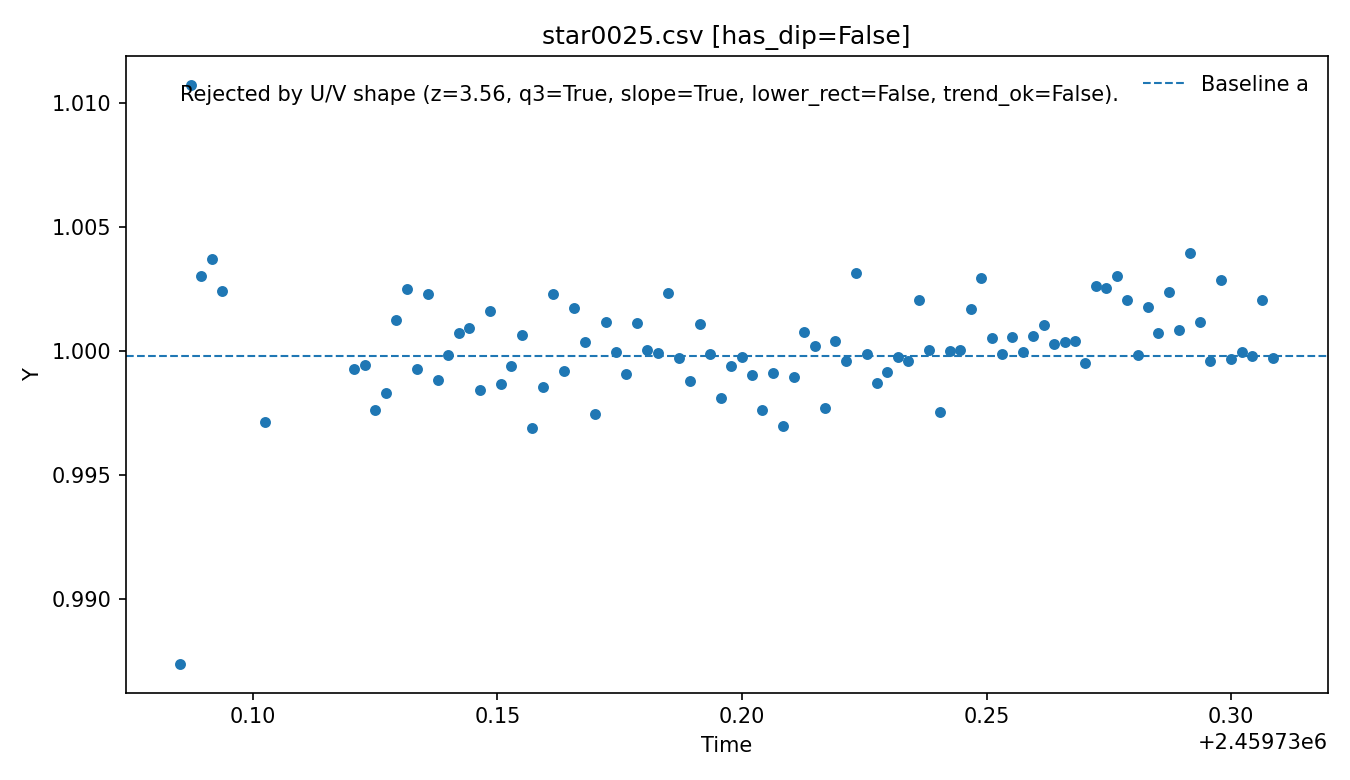 star0025.csv [has_dip=False]
Rejected by U/V shape (z=3.56, q3=True, slope=True, lower_rect=False, trend_ok=False).
Baseline a
1.010
1.005
1.000
0.995
0.990
Y
0.10 0.15 0.20 0.25 0.30
Time
+2.45973e6